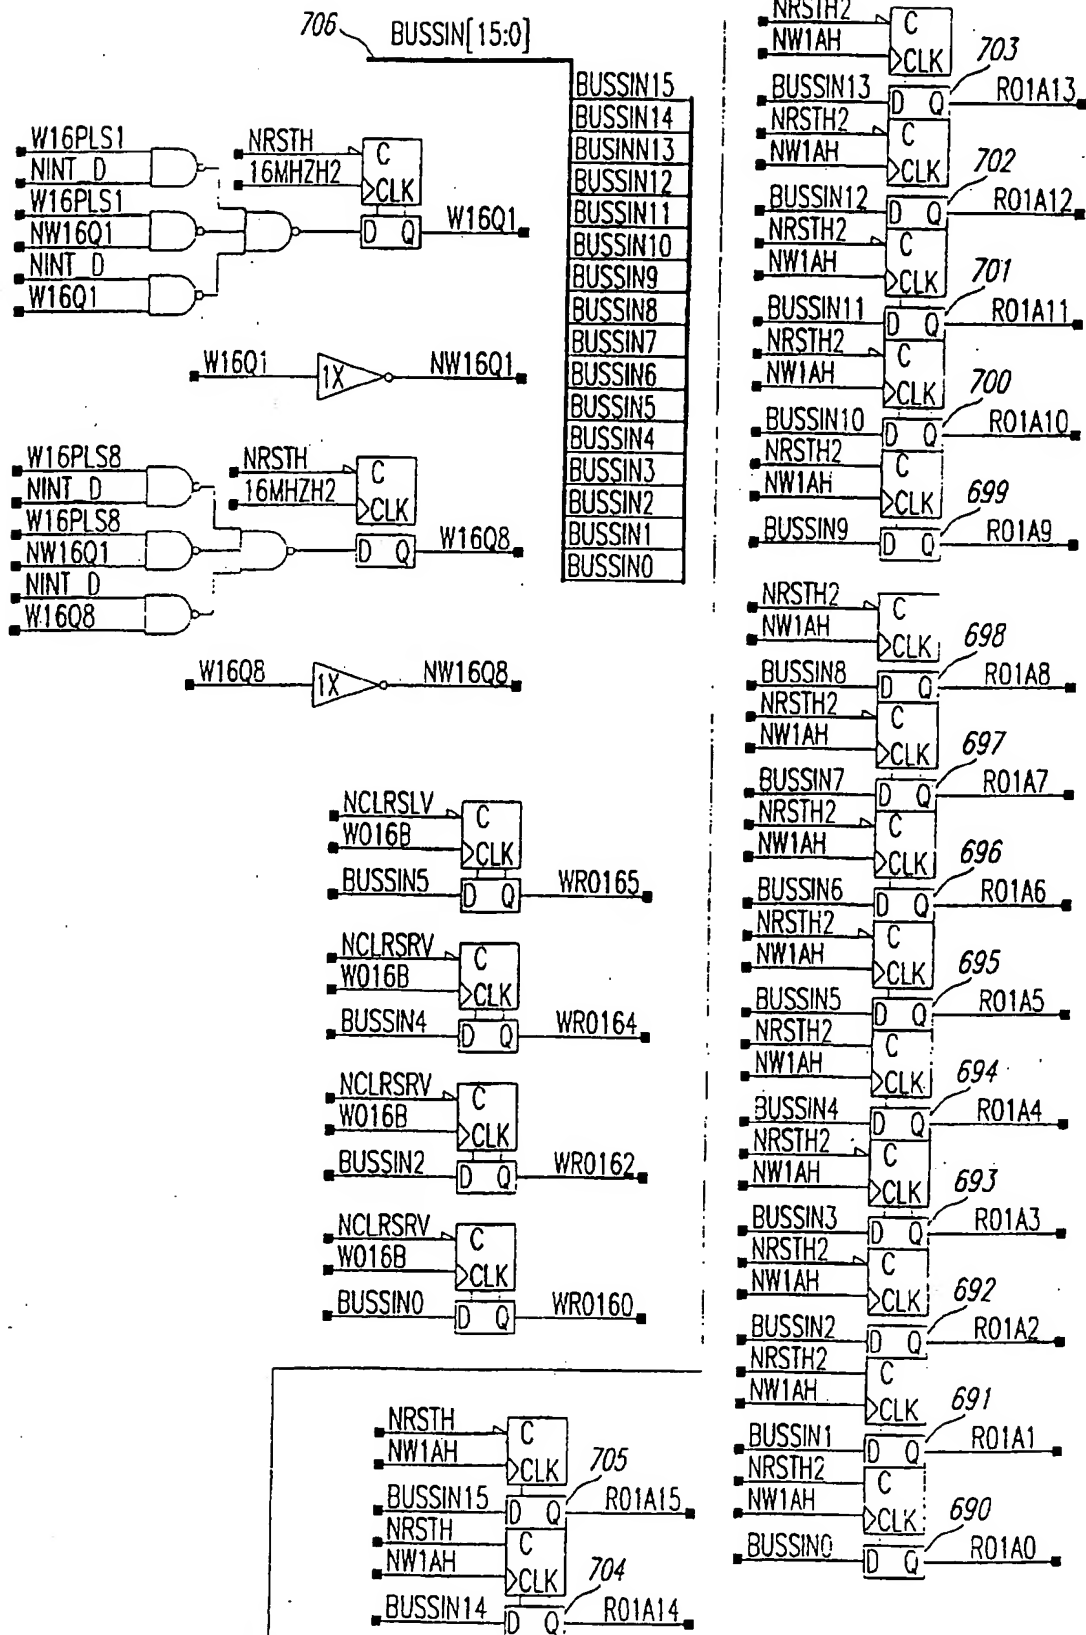 706
BUSSIN[15:0]
BUSSIN15
BUSSIN14
BUSINN13
BUSSIN12
BUSSIN11
BUSSIN10
BUSSIN9
BUSSIN8
BUSSIN7
BUSSIN6
BUSSIN5
BUSSIN4
BUSSIN3
BUSSIN2
BUSSIN1
BUSSIN0
W16PLS1
NINT_D
W16PLS1
NW16Q1
NINT_D
W16Q1
NRSTH
C
16MHZH2
CLK
D Q
W16Q1
W16Q1
1X
NW16Q1
W16PLS8
NINT_D
W16PLS8
NW16Q1
NINT_D
W16Q8
NRSTH
C
16MHZH2
CLK
D Q
W16Q8
W16Q8
1X
NW16Q8
NCLRSLV
C
W016B
CLK
BUSSIN5
D Q
WR0165
NCLRSRV
C
W016B
CLK
BUSSIN4
D Q
WR0164
NCLRSRV
C
W016B
CLK
BUSSIN2
D Q
WR0162
NCLRSRV
C
W016B
CLK
BUSSIN0
D Q
WR0160
NRSTH
C
NW1AH
CLK
705
BUSSIN15
D Q
R01A15
NRSTH
C
NW1AH
CLK
704
BUSSIN14
D Q
R01A14
NRSTH2
C
NW1AH
CLK
703
BUSSIN13
D Q
R01A13
NRSTH2
C
NW1AH
CLK
702
BUSSIN12
D Q
R01A12
NRSTH2
C
NW1AH
CLK
701
BUSSIN11
D Q
R01A11
NRSTH2
C
NW1AH
CLK
700
BUSSIN10
D Q
R01A10
NRSTH2
C
NW1AH
CLK
699
BUSSIN9
D Q
R01A9
NRSTH2
C
NW1AH
CLK
698
BUSSIN8
D Q
R01A8
NRSTH2
C
NW1AH
CLK
697
BUSSIN7
D Q
R01A7
NRSTH2
C
NW1AH
CLK
696
BUSSIN6
D Q
R01A6
NRSTH2
C
NW1AH
CLK
695
BUSSIN5
D Q
R01A5
NRSTH2
C
NW1AH
CLK
694
BUSSIN4
D Q
R01A4
NRSTH2
C
NW1AH
CLK
693
BUSSIN3
D Q
R01A3
NRSTH2
C
NW1AH
CLK
692
BUSSIN2
D Q
R01A2
NRSTH2
C
NW1AH
CLK
691
BUSSIN1
D Q
R01A1
NRSTH2
C
NW1AH
CLK
690
BUSSIN0
D Q
R01A0